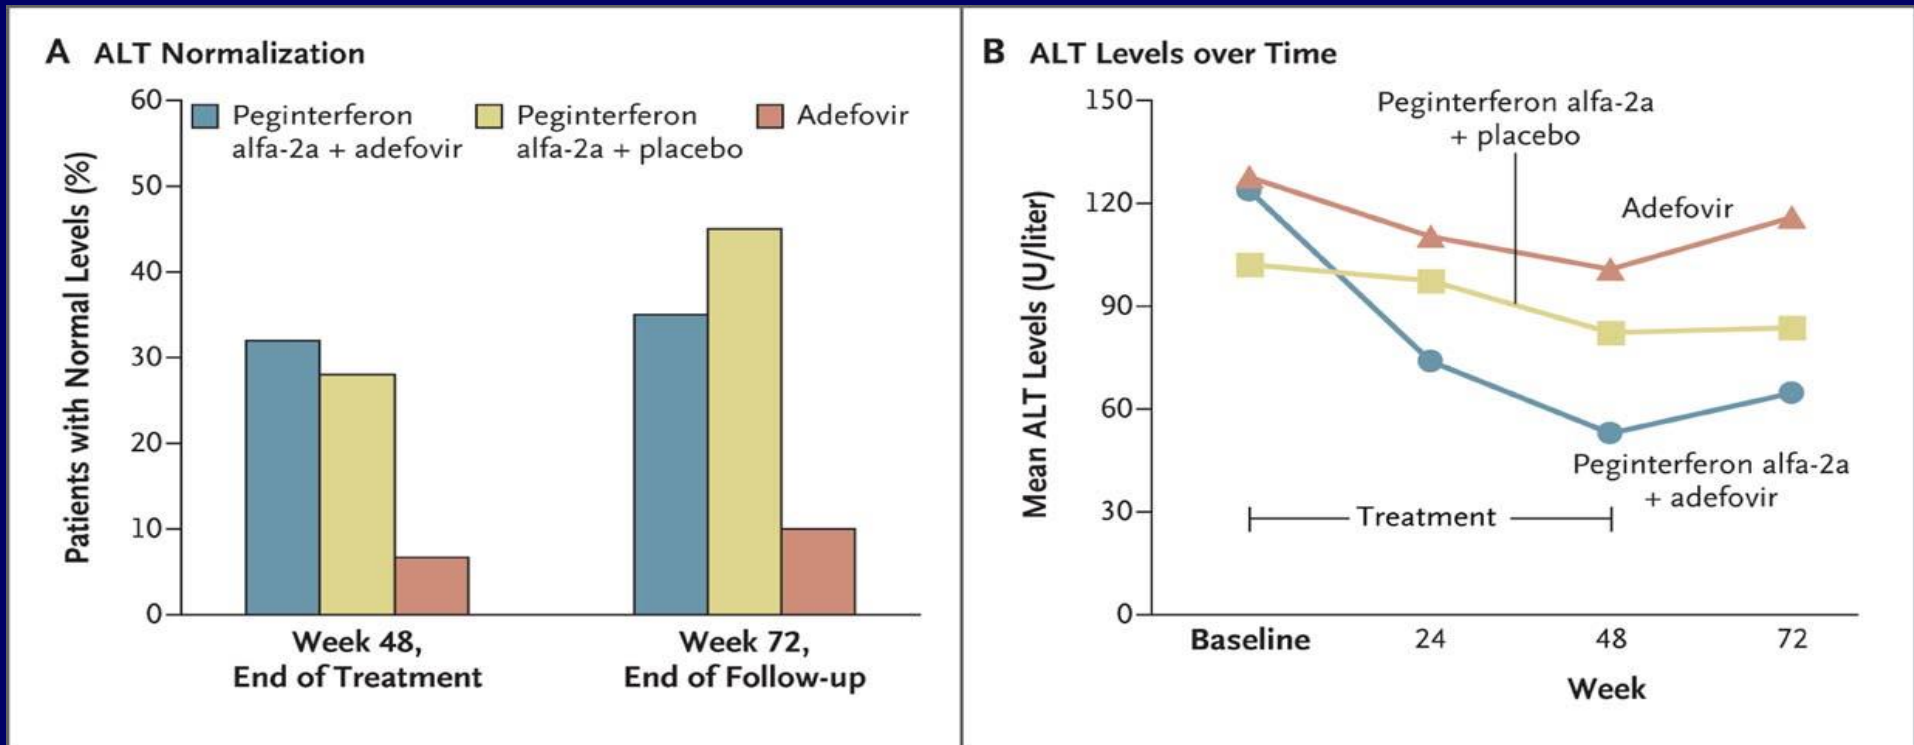 A ALT Normalization
60
50
40
30
20
10
0
Patients with Normal Levels (%)
Peginterferon
alfa-2a + adefovir
Peginterferon
alfa-2a + placebo
Adefovir
Week 48,
End of Treatment
Week 72,
End of Follow-up
B ALT Levels over Time
150
120
90
60
30
0
Mean ALT Levels (U/liter)
Peginterferon alfa-2a
+ placebo
Adefovir
Peginterferon alfa-2a
+ adefovir
Treatment
Baseline
24
48
72
Week